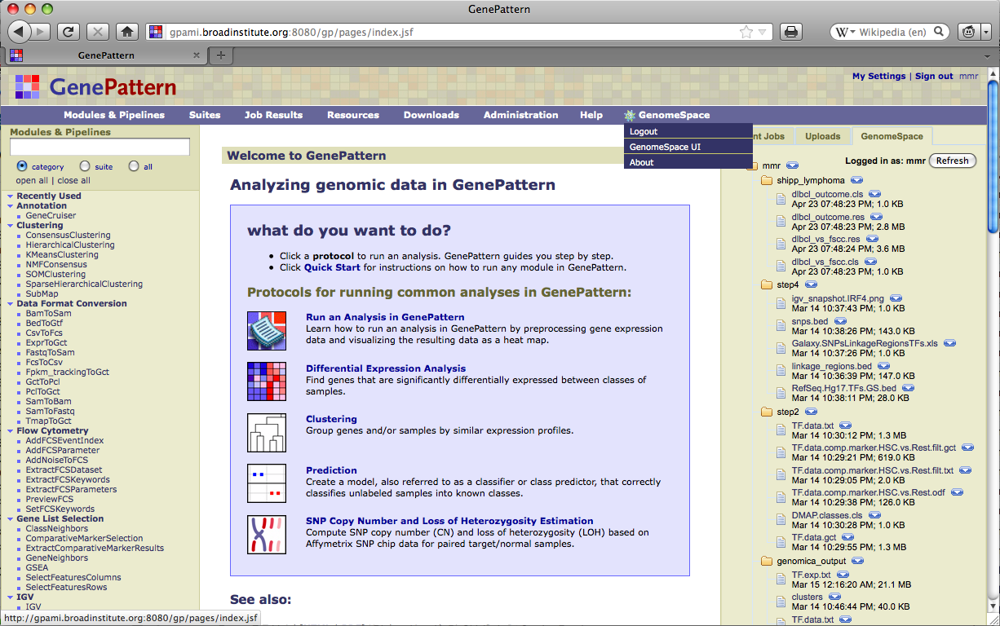 GenePattern
gpami.broadinstitute.org:8080/gp/pages/index.jsf
W Wikipedia (en)
GenePattern
GenePattern
My Settings | Sign out mmr
Modules & Pipelines Suites Job Results Resources Downloads Administration Help GenomeSpace
Logout
GenomeSpace UI
About
Modules & Pipelines
category suite all
open all | close all
Recently Used
Annotation
GeneCruiser
Clustering
ConsensusClustering
HierarchicalClustering
KMeansClustering
NMFConsensus
SOMClustering
SparseHierarchicalClustering
SubMap
Data Format Conversion
BamToSam
BedToGtf
CsvToFcs
ExprToGct
FastqToSam
FcsToCsv
Fpkm_trackingToGct
GctToPcl
PclToGct
SamToBam
SamToFastq
TmapToGct
Flow Cytometry
AddFCSEventIndex
AddFCSParameter
AddNoiseToFCS
ExtractFCSDataset
ExtractFCSKeywords
ExtractFCSParameters
PreviewFCS
SetFCSKeywords
Gene List Selection
ClassNeighbors
ComparativeMarkerSelection
ExtractComparativeMarkerResults
GeneNeighbors
GSEA
SelectFeaturesColumns
SelectFeaturesRows
IGV
IGV
http://gpami.broadinstitute.org:8080/gp/pages/index.jsf
Welcome to GenePattern
Analyzing genomic data in GenePattern
what do you want to do?
• Click a protocol to run an analysis. GenePattern guides you step by step.
• Click Quick Start for instructions on how to run any module in GenePattern.
Protocols for running common analyses in GenePattern:
Run an Analysis in GenePattern
Learn how to run an analysis in GenePattern by preprocessing gene expression
data and visualizing the resulting data as a heat map.
Differential Expression Analysis
Find genes that are significantly differentially expressed between classes of
samples.
Clustering
Group genes and/or samples by similar expression profiles.
Prediction
Create a model, also referred to as a classifier or class predictor, that correctly
classifies unlabeled samples into known classes.
SNP Copy Number and Loss of Heterozygosity Estimation
Compute SNP copy number (CN) and loss of heterozygosity (LOH) based on
Affymetrix SNP chip data for paired target/normal samples.
See also:
nt Jobs Uploads GenomeSpace
Logged in as: mmr Refresh
mmr
shipp_lymphoma
dlbcl_outcome.cls
Apr 23 07:48:23 PM; 1.0 KB
dlbcl_outcome.res
Apr 23 07:48:23 PM; 2.8 MB
dlbcl_vs_fscc.res
Apr 23 07:48:24 PM; 3.6 MB
dlbcl_vs_fscc.cls
Apr 23 07:48:23 PM; 1.0 KB
step4
igv_snapshot.IRF4.png
Mar 14 10:37:43 PM; 1.0 KB
snps.bed
Mar 14 10:38:26 PM; 143.0 KB
Galaxy.SNPsLinkageRegionsTFs.xls
Mar 14 10:37:26 PM; 1.0 KB
linkage_regions.bed
Mar 14 10:36:39 PM; 147.0 KB
RefSeq.Hg17.TFs.GS.bed
Mar 14 10:38:11 PM; 28.0 KB
step2
TF.data.txt
Mar 14 10:30:12 PM; 1.3 MB
TF.data.comp.marker.HSC.vs.Rest.filt.gct
Mar 14 10:29:21 PM; 619.0 KB
TF.data.comp.marker.HSC.vs.Rest.filt.txt
Mar 14 10:29:05 PM; 2.0 KB
TF.data.comp.marker.HSC.vs.Rest.odf
Mar 14 10:29:38 PM; 126.0 KB
DMAP.classes.cls
Mar 14 10:30:28 PM; 1.0 KB
TF.data.gct
Mar 14 10:29:55 PM; 1.3 MB
genomica_output
TF.exp.txt
Mar 15 12:16:20 AM; 21.1 MB
clusters
Mar 14 10:46:44 PM; 40.0 KB
TF.data.txt